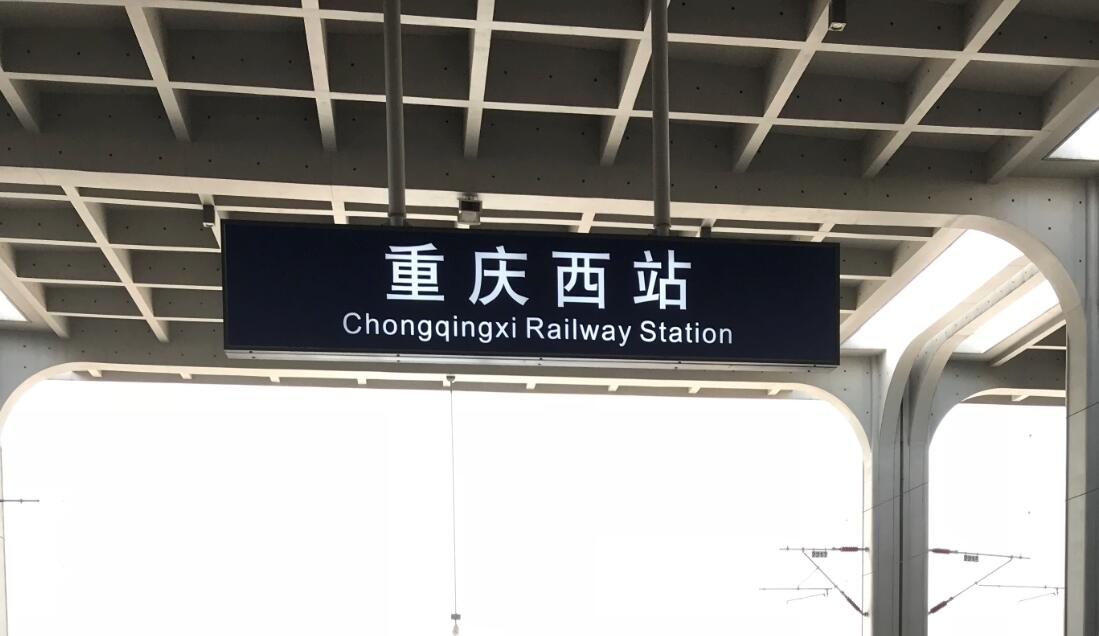 重庆西站
Chongqingxi Railway Station